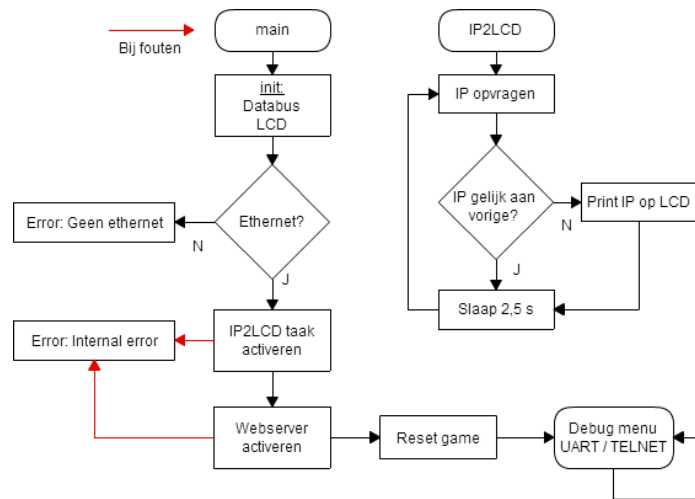 Bij fouten
main
init:
Databus
LCD
Ethernet?
N
J
Error: Geen ethernet
IP2LCD taak
activeren
Error: Internal error
Webserver
activeren
Reset game
Debug menu
UART / TELNET
IP2LCD
IP opvragen
IP gelijk aan
vorige?
N
J
Print IP op LCD
Slaap 2,5 s